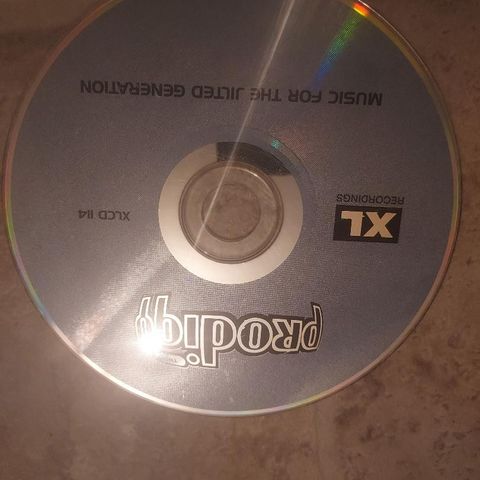 prodigy
XL
RECORDINGS
XLCD 114
MUSIC FOR THE JILTED GENERATION